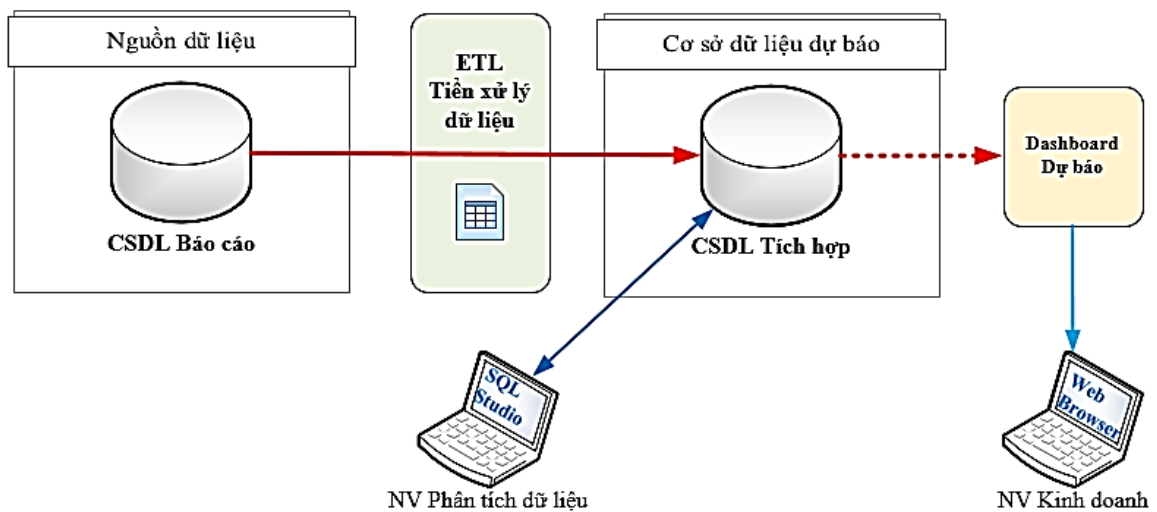 Nguồn dữ liệu
CSDL Báo cáo
ETL
Tiền xử lý
dữ liệu
Cơ sở dữ liệu dự báo
CSDL Tích hợp
Dashboard
Dự báo
SQL
Studio
NV Phân tích dữ liệu
Web
Browser
NV Kinh doanh